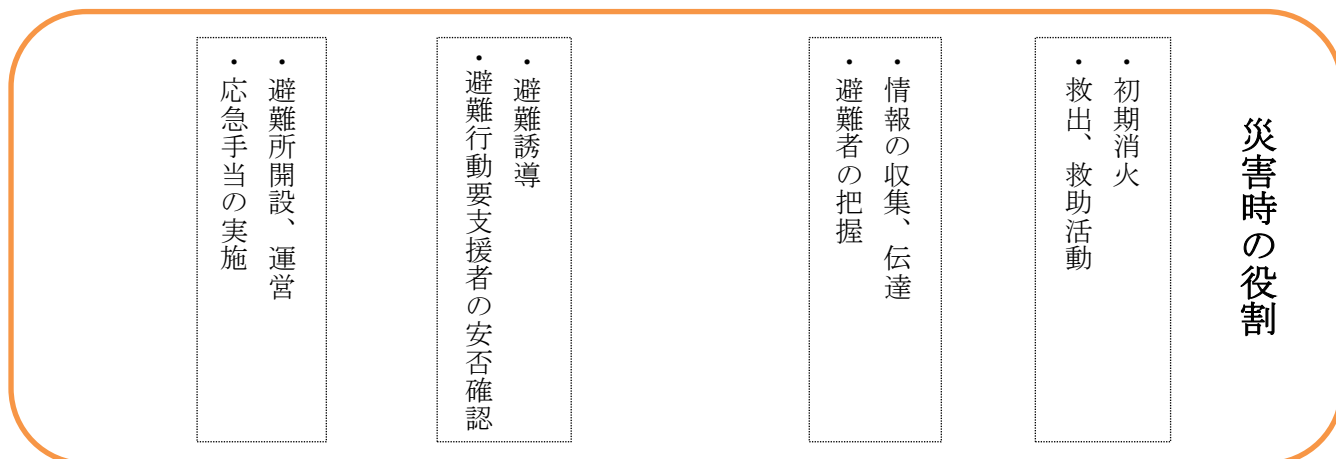 災害時の役割
・初期消火
・救出、救助活動
・情報の収集、伝達
・避難者の把握
・避難誘導
・避難行動要支援者の安否確認
・避難所開設、運営
・応急手当の実施